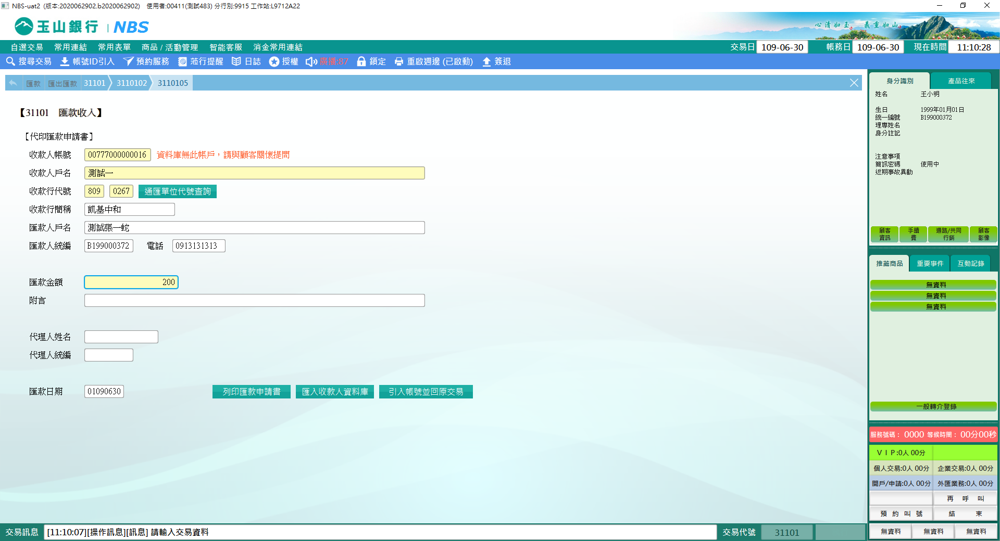 NBS-uat2 (版本:2020062902.b2020062902) 使用者:00411(測試483) 分行別:9915 工作站:L9712A22
玉山銀行 | NBS
心清如玉 義重如山
自選交易 常用連結 常用表單 商品 / 活動管理 智能客服 消金常用連結 交易日 109-06-30 帳務日 109-06-30 現在時間 11:10:28
搜尋交易 帳號ID引入 預約服務 蒞行提醒 日誌 授權 廣播:87 鎖定 重啟週邊 (已啟動) 簽退
匯款 匯出匯款 31101 3110102 3110105
【31101 匯款收入】
【代印匯款申請書】
收款人帳號 00777000000016 資料庫無此帳戶，請與顧客關懷提問
收款人戶名 測試一
收款行代號 809 0267 通匯單位代號查詢
收款行簡稱 凱基中和
匯款人戶名 測試張一蛇
匯款人統編 B199000372 電話 0913131313
匯款金額 200
附言
代理人姓名
代理人統編
匯款日期 01090630 列印匯款申請書 匯入收款人資料庫 引入帳號並回原交易
身分識別 產品往來
姓名 王小明
生日 1999年01月01日
統一編號 B199000372
理專姓名
身分註記
注意事項
簡訊密碼 使用中
近期事故異動
顧客資訊 手續費 通路/共同行銷 顧客影像
推薦商品 重要事件 互動記錄
無資料
無資料
無資料
一般轉介登錄
服務號碼： 0000 等候時間： 00分00秒
ＶＩＰ:0人 00分
個人交易:0人 00分 企業交易:0人 00分
開戶/申請:0人 00分 外匯業務:0人 00分
再 呼 叫
預 約 叫 號 結 束
無資料 無資料 無資料
交易訊息 [11:10:07][操作訊息][訊息] 請輸入交易資料 交易代號 31101